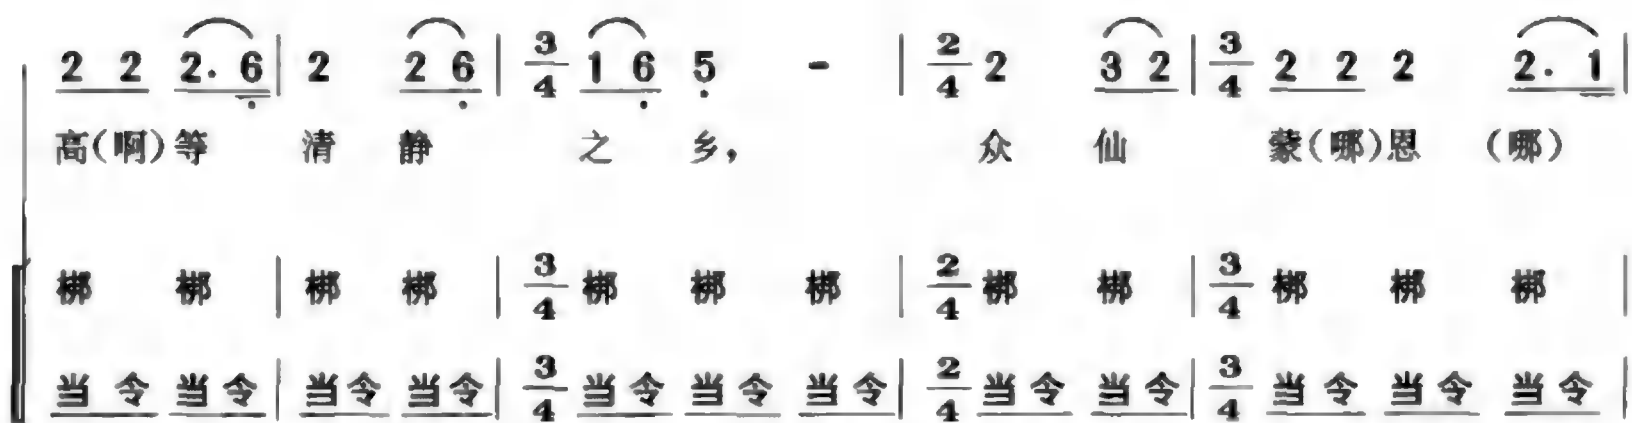 2 2 2. 6 | 2 2 6 | 3/4 1 6 5 - | 2/4 2 3 2 | 3/4 2 2 2 2. 1 |
高(啊)等 清 静 之 乡， 众 仙 蒙(哪)恩 (哪)
梆 梆 | 梆 梆 | 3/4 梆 梆 梆 | 2/4 梆 梆 | 3/4 梆 梆 梆 |
当令 当令 | 当令 当令 | 3/4 当令 当令 当令 | 2/4 当令 当令 | 3/4 当令 当令 当令 |